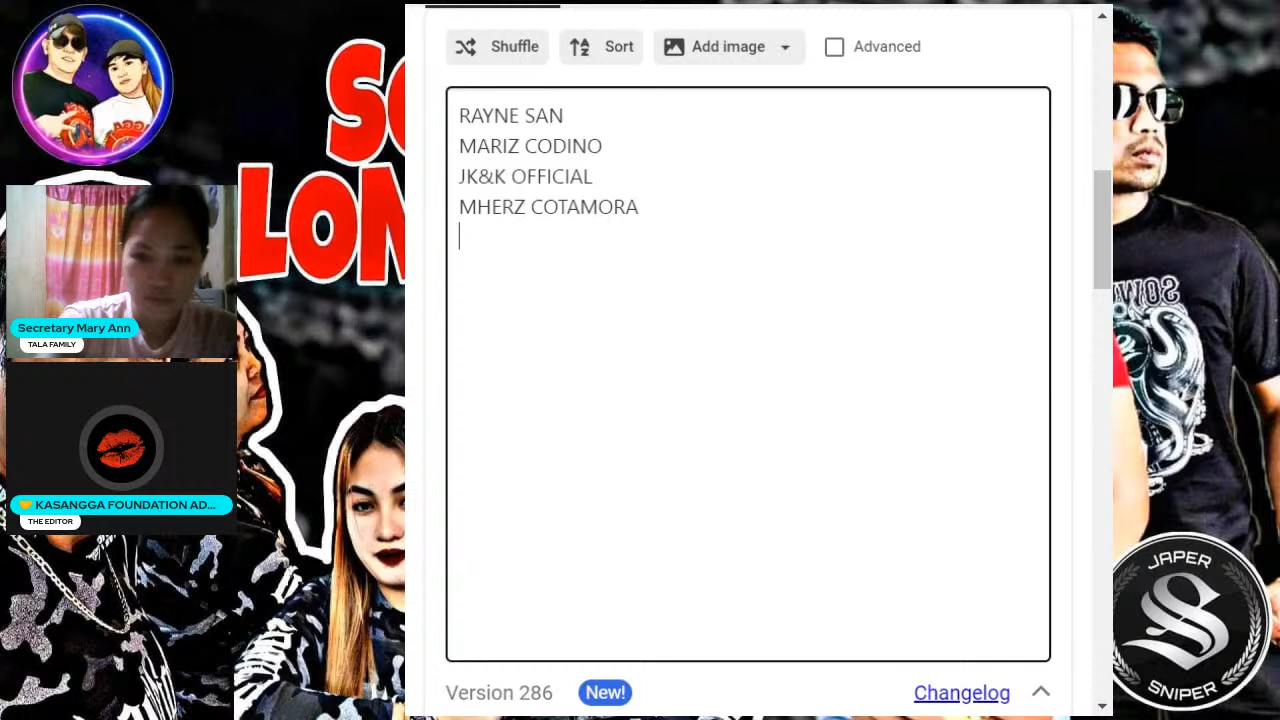 Shuffle
Sort
Add image
Advanced
RAYNE SAN
MARIZ CODINO
JK&K OFFICIAL
MHERZ COTAMORA
Version 286
New!
Changelog
Secretary Mary Ann
TALA FAMILY
KASANGGA FOUNDATION AD...
THE EDITOR
JAPER
S
SNIPER